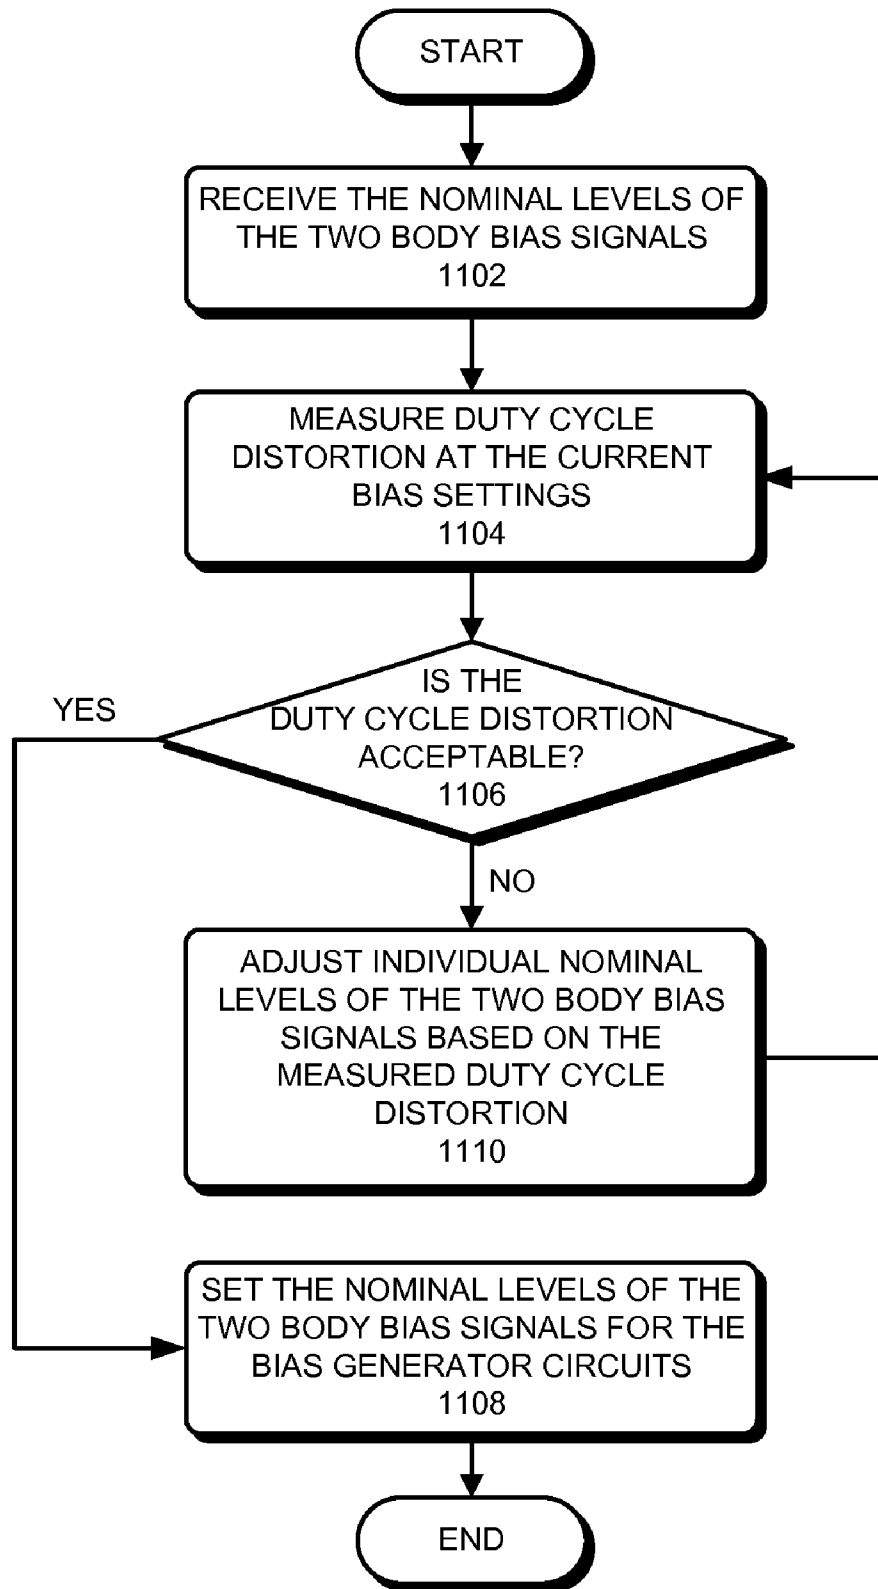 START
RECEIVE THE NOMINAL LEVELS OF
THE TWO BODY BIAS SIGNALS
1102
MEASURE DUTY CYCLE
DISTORTION AT THE CURRENT
BIAS SETTINGS
1104
IS THE
DUTY CYCLE DISTORTION
ACCEPTABLE?
1106
YES
NO
ADJUST INDIVIDUAL NOMINAL
LEVELS OF THE TWO BODY BIAS
SIGNALS BASED ON THE
MEASURED DUTY CYCLE
DISTORTION
1110
SET THE NOMINAL LEVELS OF THE
TWO BODY BIAS SIGNALS FOR THE
BIAS GENERATOR CIRCUITS
1108
END